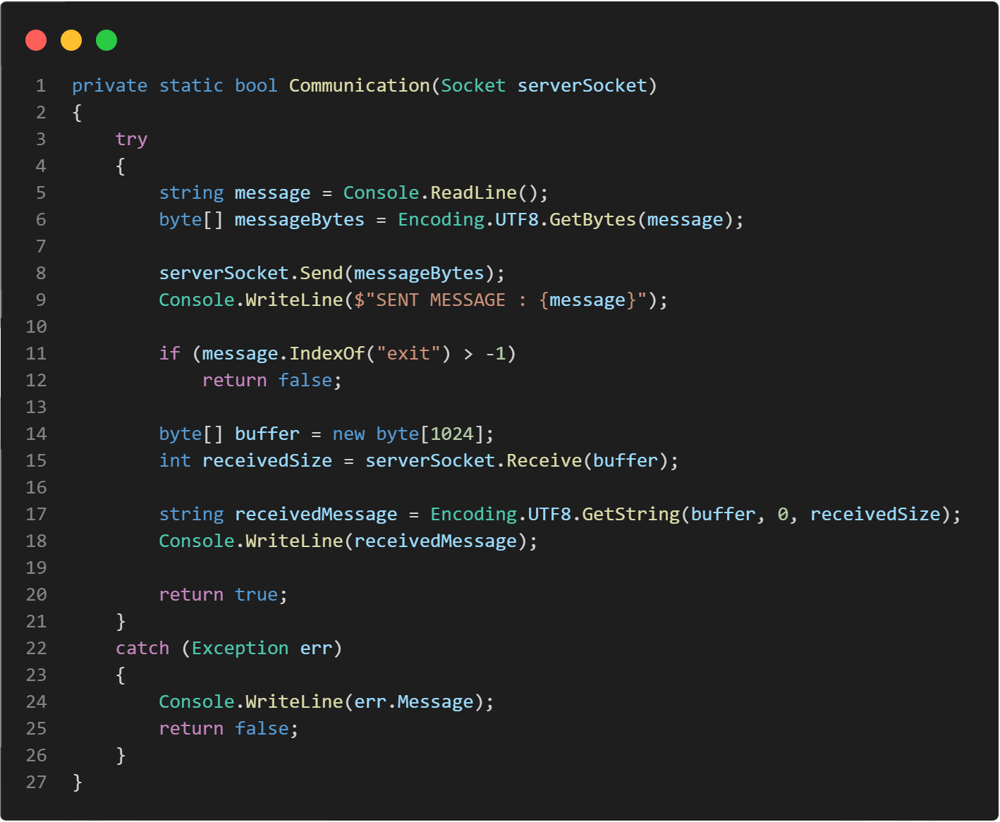 1 private static bool Communication(Socket serverSocket)
2 {
3     try
4     {
5         string message = Console.ReadLine();
6         byte[] messageBytes = Encoding.UTF8.GetBytes(message);
7
8         serverSocket.Send(messageBytes);
9         Console.WriteLine($"SENT MESSAGE : {message}");
10
11         if (message.IndexOf("exit") > -1)
12             return false;
13
14         byte[] buffer = new byte[1024];
15         int receivedSize = serverSocket.Receive(buffer);
16
17         string receivedMessage = Encoding.UTF8.GetString(buffer, 0, receivedSize);
18         Console.WriteLine(receivedMessage);
19
20         return true;
21     }
22     catch (Exception err)
23     {
24         Console.WriteLine(err.Message);
25         return false;
26     }
27 }